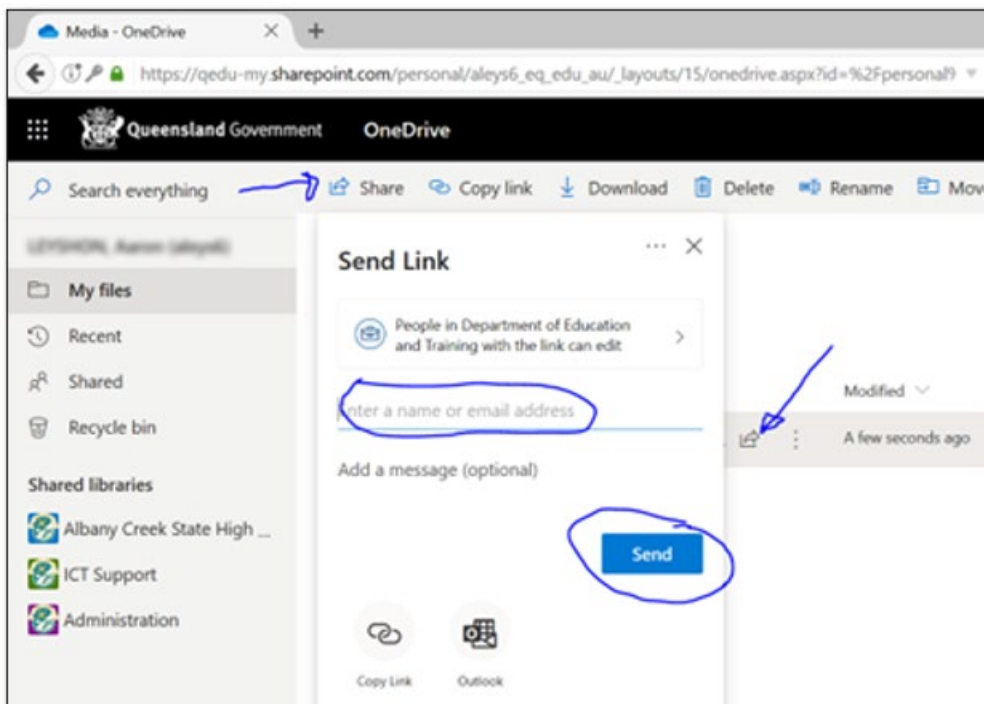 Media - OneDrive
https://qedu-my.sharepoint.com/personal/aleys6_eq_edu_au/_layouts/15/onedrive.aspx?id=%2Fpersonal%
Queensland Government OneDrive
Search everything Share Copy link Download Delete Rename Mov
Send Link
My files
People in Department of Education
and Training with the link can edit
Recent
Shared
Modified
Enter a name or email address
Recycle bin
A few seconds ago
Add a message (optional)
Shared libraries
Albany Creek State High ...
Send
ICT Support
Administration
Copy Link Outlook